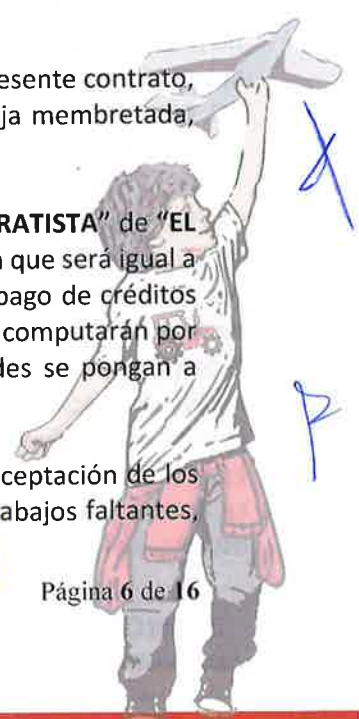 esente contrato,
ja membretada,
RATISTA" de "EL
que será igual a
pago de créditos
computarán por
des se pongan a
ceptación de los
abajos faltantes,
Página 6 de 16